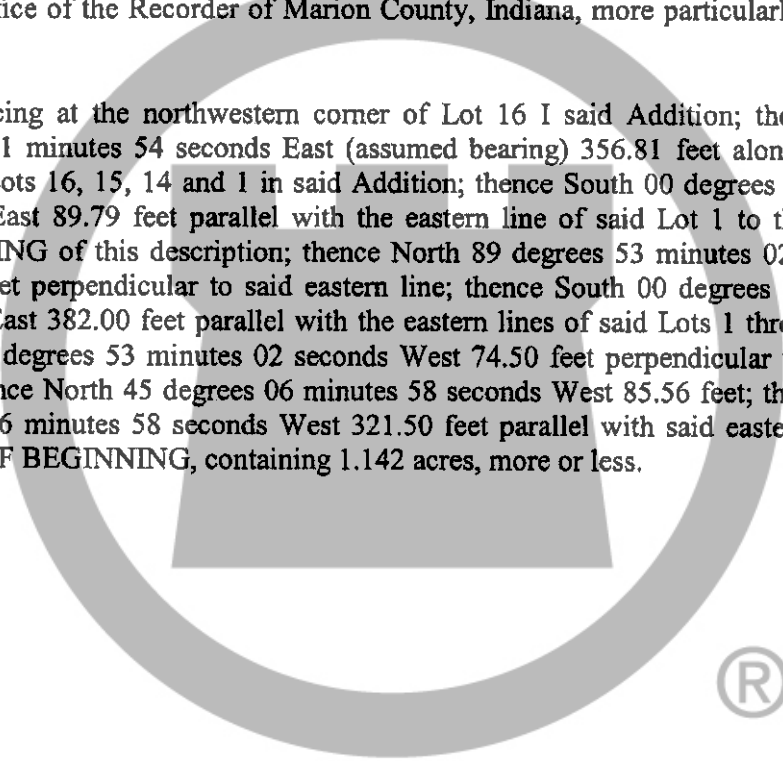 ice of the Recorder of Marion County, Indiana, more particularl
cing at the northwestern corner of Lot 16 I said Addition; the
1 minutes 54 seconds East (assumed bearing) 356.81 feet alon
ots 16, 15, 14 and 1 in said Addition; thence South 00 degrees
East 89.79 feet parallel with the eastern line of said Lot 1 to t
ING of this description; thence North 89 degrees 53 minutes 02
et perpendicular to said eastern line; thence South 00 degrees
East 382.00 feet parallel with the eastern lines of said Lots 1 thr
degrees 53 minutes 02 seconds West 74.50 feet perpendicular
nce North 45 degrees 06 minutes 58 seconds West 85.56 feet; th
6 minutes 58 seconds West 321.50 feet parallel with said easte
F BEGINNING, containing 1.142 acres, more or less.
®